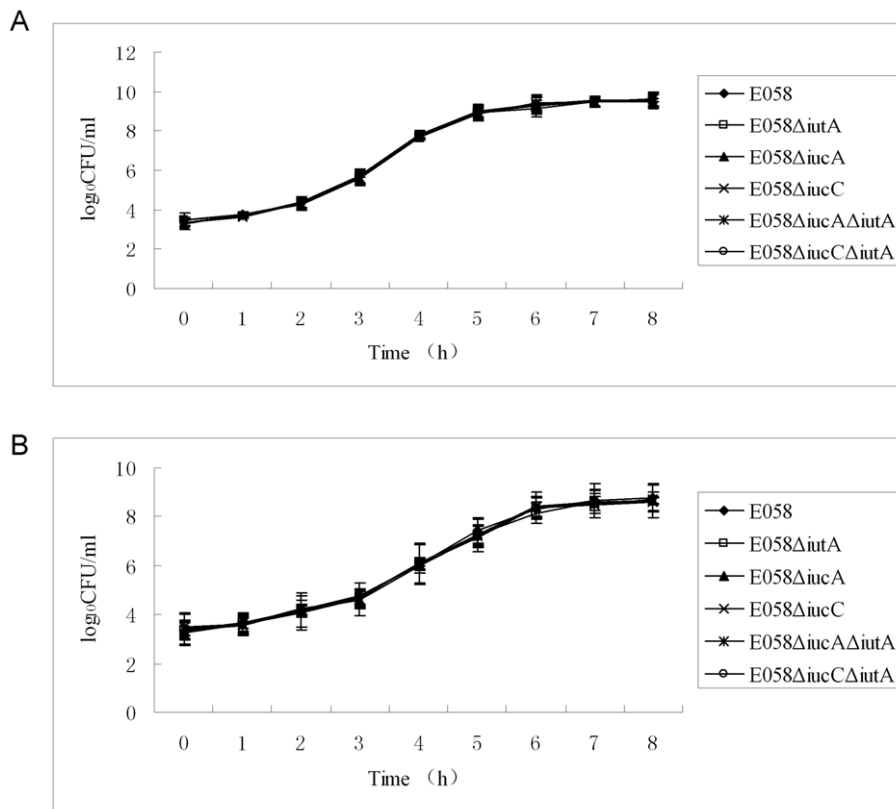 A
12
10
8
6
4
2
0
log₀CFU/ml
0 1 2 3 4 5 6 7 8
Time （h）
E058
E058ΔiutA
E058ΔiucA
E058ΔiucC
E058ΔiucAΔiutA
E058ΔiucCΔiutA
B
10
8
6
4
2
0
log₀CFU/ml
0 1 2 3 4 5 6 7 8
Time （h）
E058
E058ΔiutA
E058ΔiucA
E058ΔiucC
E058ΔiucAΔiutA
E058ΔiucCΔiutA